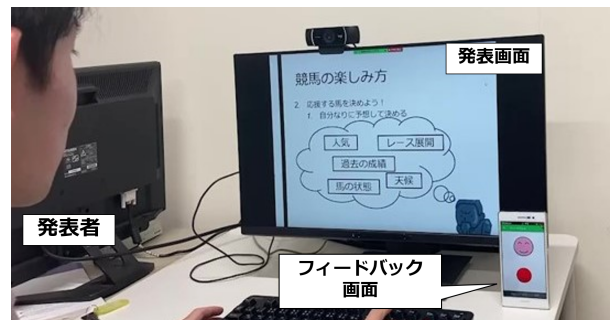 発表画面
競馬の楽しみ方
2. 応援する馬を決めよう！
f. 自分なりに予想して決める
人気
レース展開
過去の成績
馬の状態
天候
発表者
フィードバック
画面